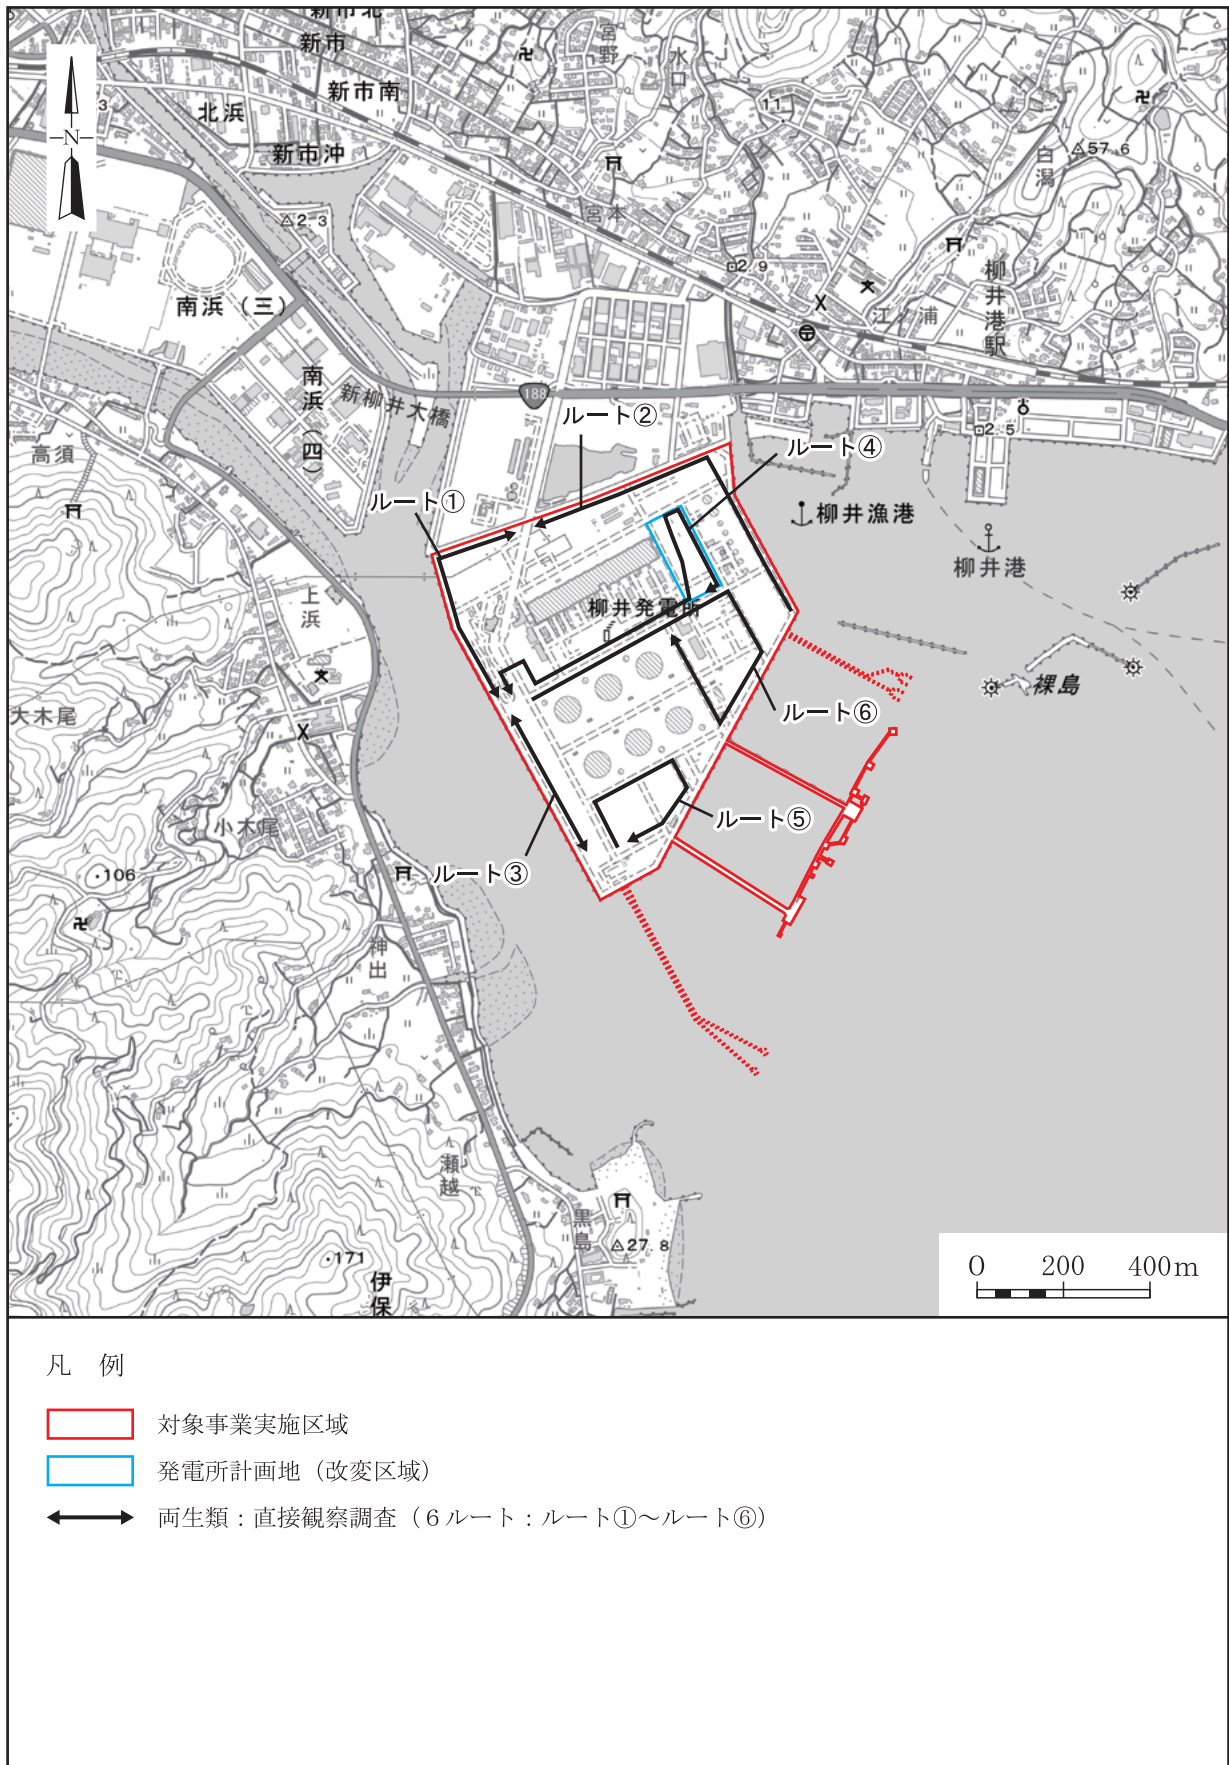 新市北
新市
宮野
水口
新市南
3
北浜
11
N
新市沖
57.6
白潟
宮本
2.3
2.9
柳井港駅
南浜（三）
江ノ浦
188
南浜（四）
新柳井大橋
ルート②
2.5
高須
ルート④
ルート①
柳井漁港
柳井港
上浜
柳井発電所
裸島
大木尾
ルート⑥
小木尾
ルート⑤
106
ルート③
神出
瀬越
黒島
27.8
171
伊保
0 200 400m
凡 例
対象事業実施区域
発電所計画地（改変区域）
両生類：直接観察調査（６ルート：ルート①～ルート⑥）